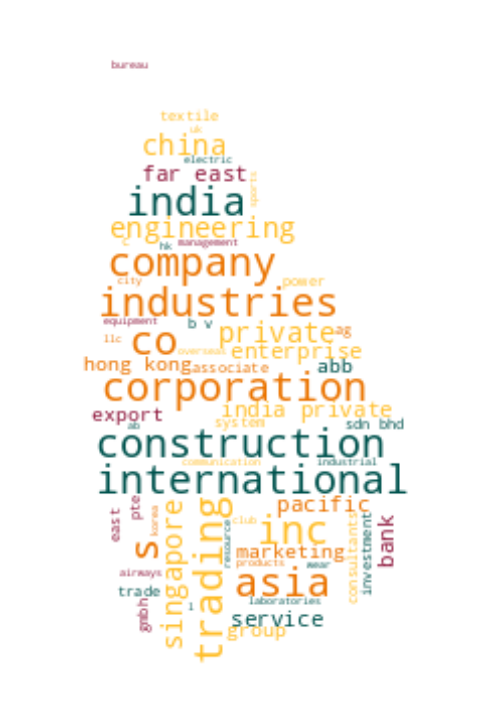 bureau
textile
uk
china
electric
far east
sports
india
engineering
c
hk management
company
city
power
industries
equipment
b v
private
ag
llc
co
overseas
enterprise
hong kong
associate
abb
corporation
export
india private
ab
system
sdn bhd
construction
communication
industrial
international
east
pte
korea
s
singapore
trading
resource
club
inc
pacific
marketing
products
wear
consultants
investment
bank
airways
trade
gmbh
l
asia
laboratories
service
group